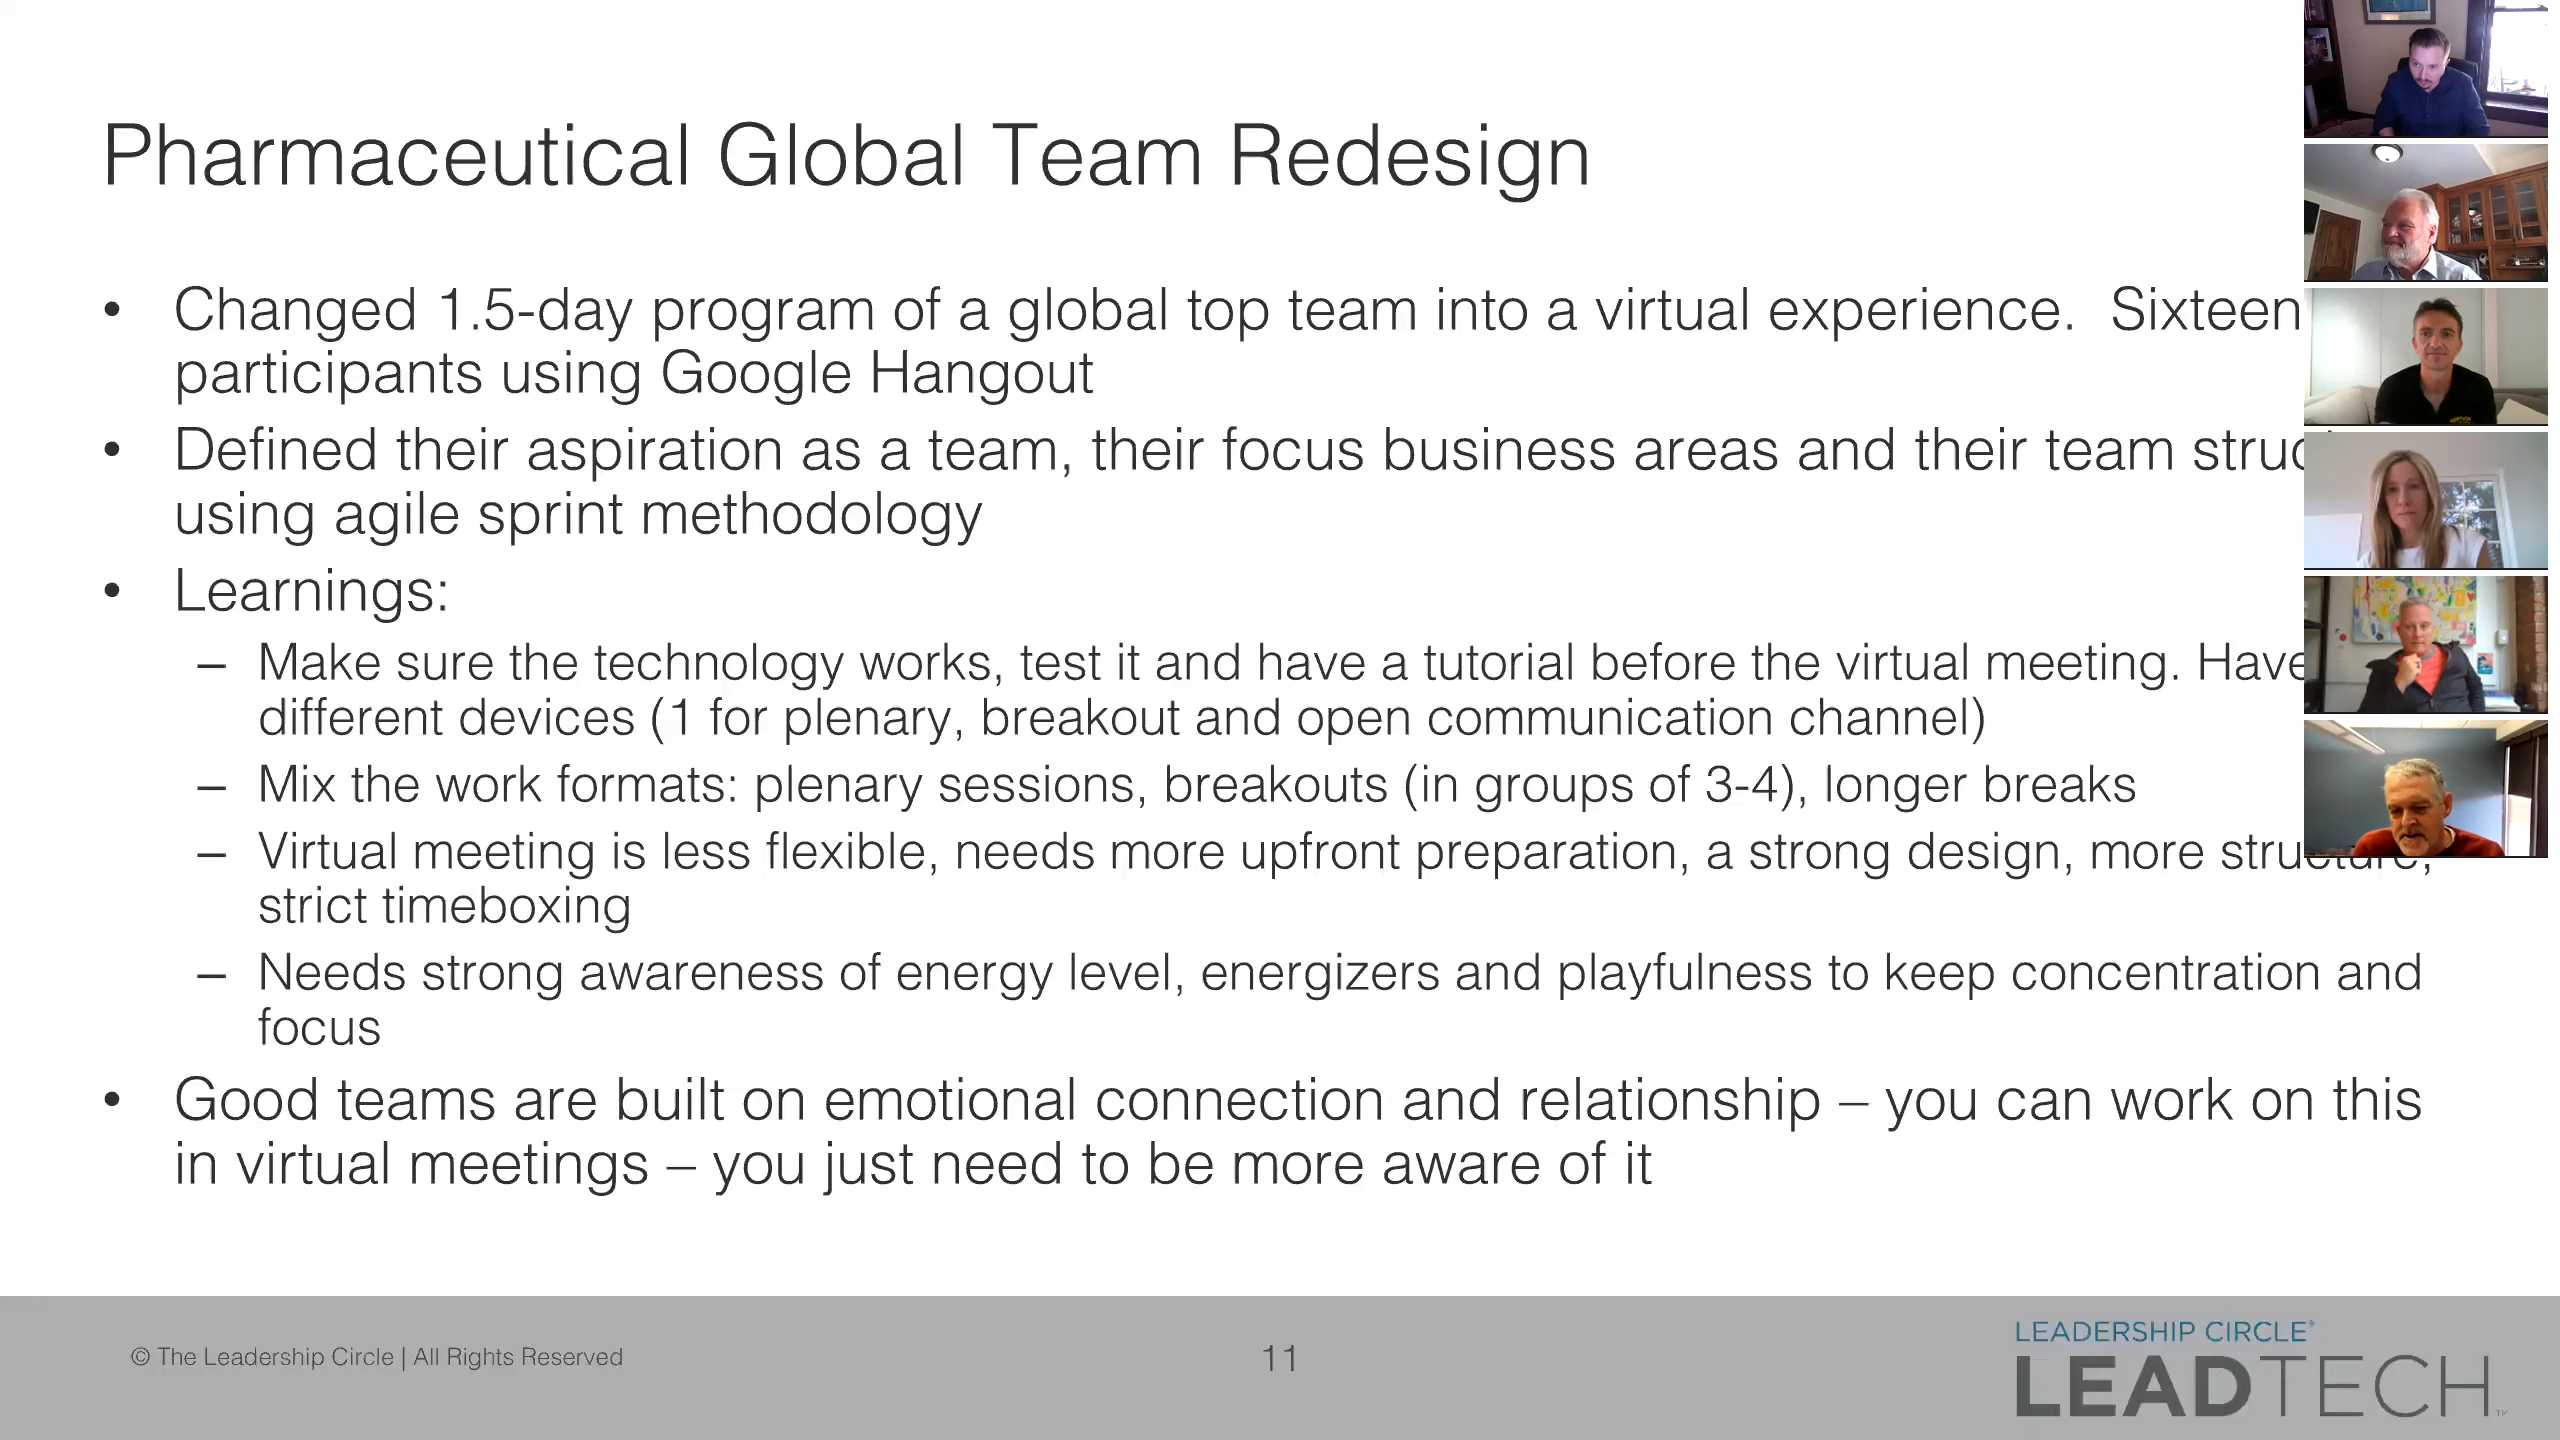 Pharmaceutical Global Team Redesign
• Changed 1.5-day program of a global top team into a virtual experience. Sixteen
participants using Google Hangout
• Defined their aspiration as a team, their focus business areas and their team
using agile sprint methodology
• Learnings:
– Make sure the technology works, test it and have a tutorial before the virtual meeting. Have
different devices (1 for plenary, breakout and open communication channel)
– Mix the work formats: plenary sessions, breakouts (in groups of 3-4), longer breaks
– Virtual meeting is less flexible, needs more upfront preparation, a strong design, more structure,
strict timeboxing
– Needs strong awareness of energy level, energizers and playfulness to keep concentration and
focus
• Good teams are built on emotional connection and relationship – you can work on this
in virtual meetings – you just need to be more aware of it
© The Leadership Circle | All Rights Reserved
11
LEADERSHIP CIRCLE®
LEADTECH™